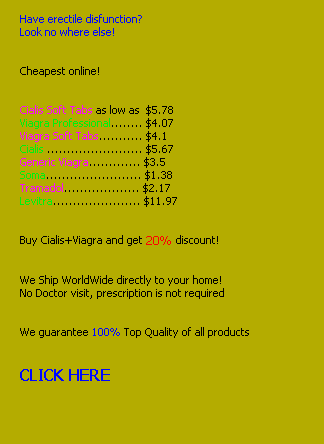 Have erectile disfunction?
Look no where else!
Cheapest online!
Cialis Soft Tabs as low as $5.78
Viagra Professional........ $4.07
Viagra Soft Tabs........... $4.1
Cialis........................ $5.67
Generic Viagra............. $3.5
Soma........................ $1.38
Tramadol................... $2.17
Levitra...................... $11.97
Buy Cialis+Viagra and get 20% discount!
We Ship WorldWide directly to your home!
No Doctor visit, prescription is not required
We guarantee 100% Top Quality of all products
CLICK HERE